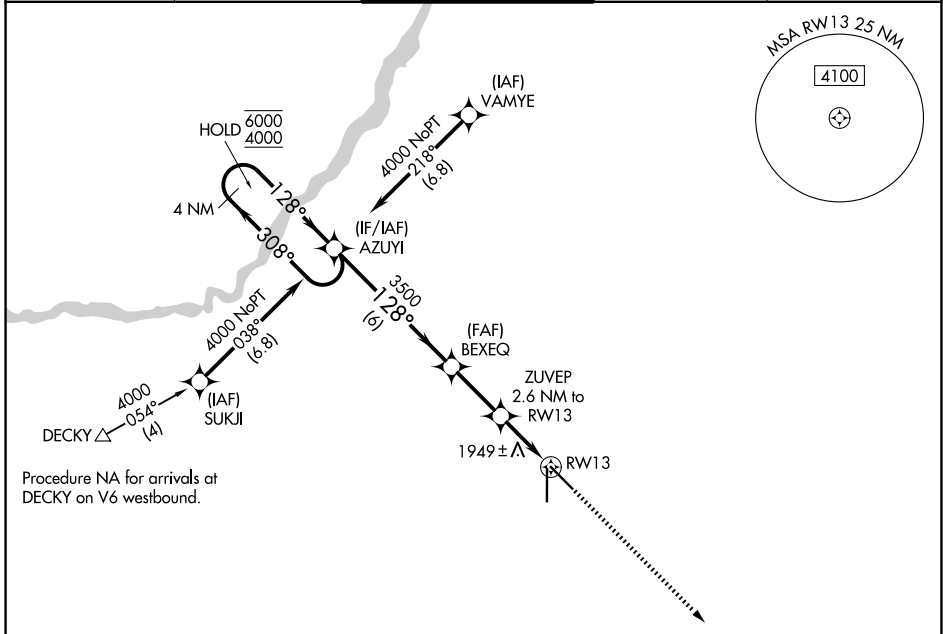 MSA RW13 25 NM
4100
(IAF)
VAMYE
4000 NoPT
218°
(6.8)
HOLD 6000
4000
4 NM
128°
308°
(IF/IAF)
AZUYI
3500
128°
(6)
4000 NoPT
038°
(6.8)
(FAF)
BEXEQ
(IAF)
SUKJI
4000
054°
(4)
DECKY
ZUVEP
2.6 NM to
RW13
1949±
RW13
Procedure NA for arrivals at
DECKY on V6 westbound.